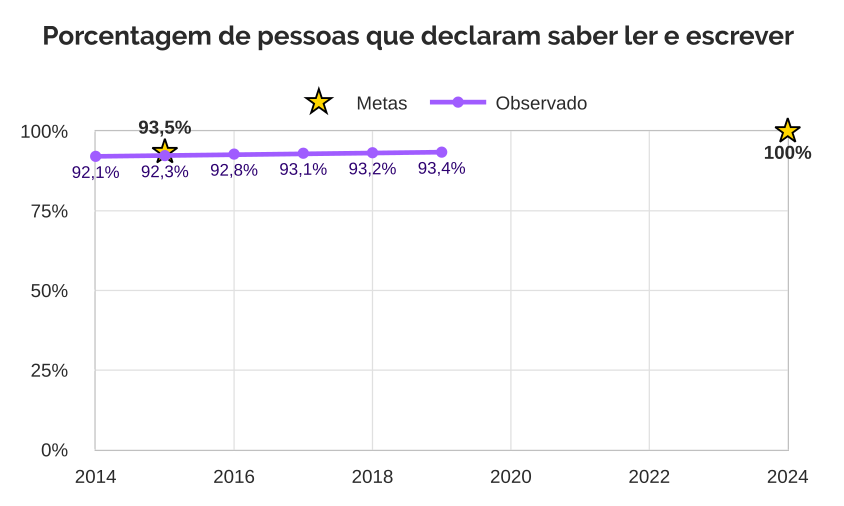 Porcentagem de pessoas que declaram saber ler e escrever
Metas Observado
93,5%
100%
100%
92,1% 92,3% 92,8% 93,1% 93,2% 93,4%
75%
50%
25%
0%
2014 2016 2018 2020 2022 2024